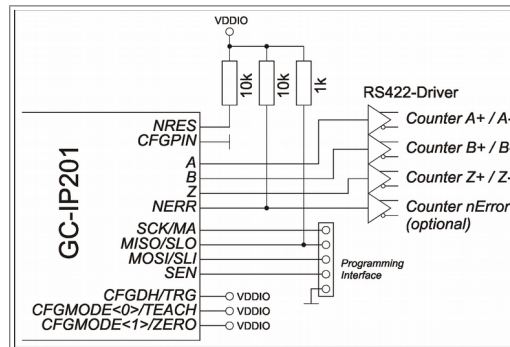 VDDIO
10k
10k
1k
RS422-Driver
GC-IP201
NRES
CFGPIN
A
B
Z
NERR
SCK/MA
MISO/SLO
MOSI/SLI
SEN
CFGDH/TRG
CFGMODE<0>/TEACH
CFGMODE<1>/ZERO
VDDIO
VDDIO
VDDIO
Counter A+ / A-
Counter B+ / B-
Counter Z+ / Z-
Counter nError
(optional)
Programming
Interface